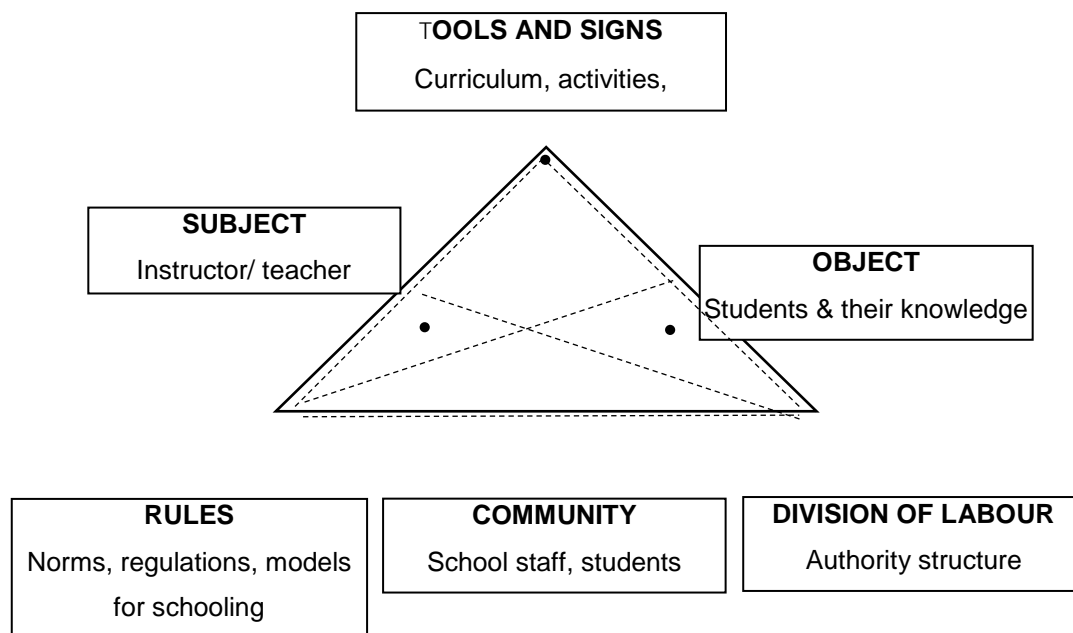 TOOLS AND SIGNS
Curriculum, activities,
SUBJECT
Instructor/ teacher
OBJECT
Students & their knowledge
RULES
Norms, regulations, models
for schooling
COMMUNITY
School staff, students
DIVISION OF LABOUR
Authority structure